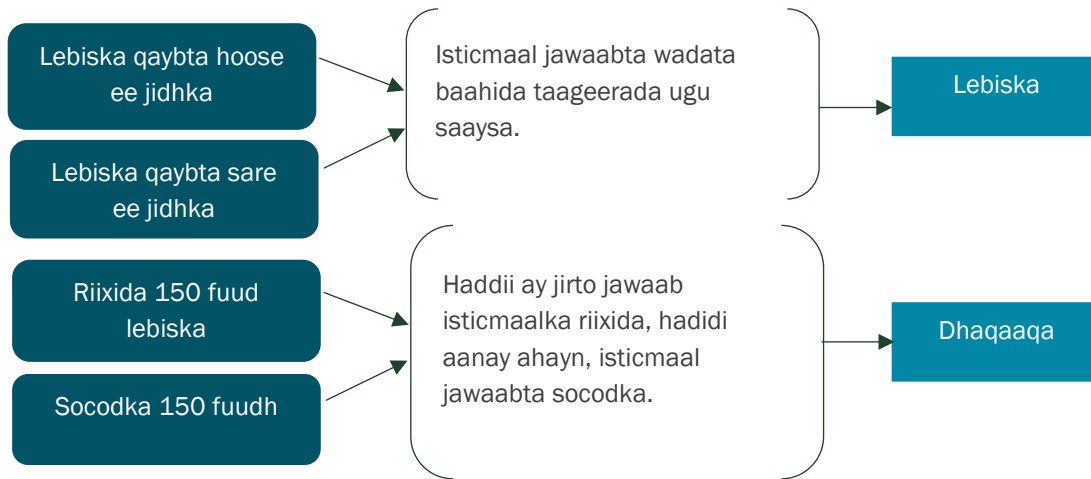 Lebiska qaybta hoose
ee jidhka
Lebiska qaybta sare
ee jidhka
Isticmaal jawaabta wadata
baahida taageerada ugu
saaysa.
Lebiska
Riixida 150 fuud
lebiska
Socodka 150 fuudh
Haddii ay jirto jawaab
isticmaalka riixida, hadidi
aanay ahayn, isticmaal
jawaabta socodka.
Dhaqaaqa